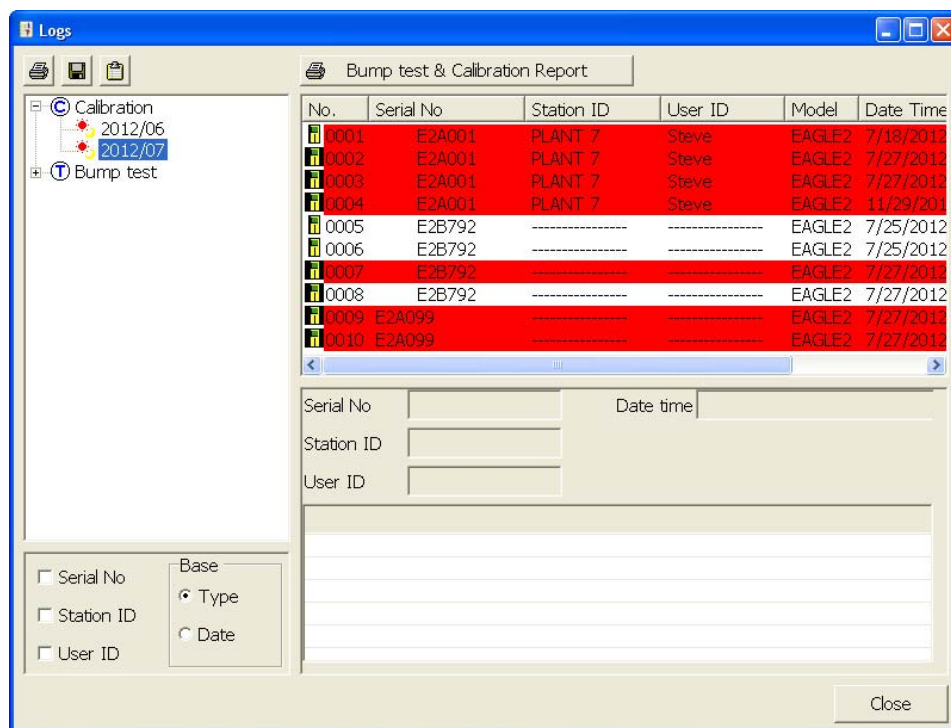 Logs
Bump test & Calibration Report
C Calibration
2012/06
2012/07
T Bump test
No. Serial No Station ID User ID Model Date Time
0001 E2A001 PLANT 7 Steve EAGLE2 7/18/2012
0002 E2A001 PLANT 7 Steve EAGLE2 7/27/2012
0003 E2A001 PLANT 7 Steve EAGLE2 7/27/2012
0004 E2A001 PLANT 7 Steve EAGLE2 11/29/201
0005 E2B792 ---------------- ---------------- EAGLE2 7/25/2012
0006 E2B792 ---------------- ---------------- EAGLE2 7/25/2012
0007 E2B792 ---------------- ---------------- EAGLE2 7/27/2012
0008 E2B792 ---------------- ---------------- EAGLE2 7/27/2012
0009 E2A099 ---------------- ---------------- EAGLE2 7/27/2012
0010 E2A099 ---------------- ---------------- EAGLE2 7/27/2012
Serial No Date time
Station ID
User ID
Serial No
Station ID
User ID
Base
Type
Date
Close